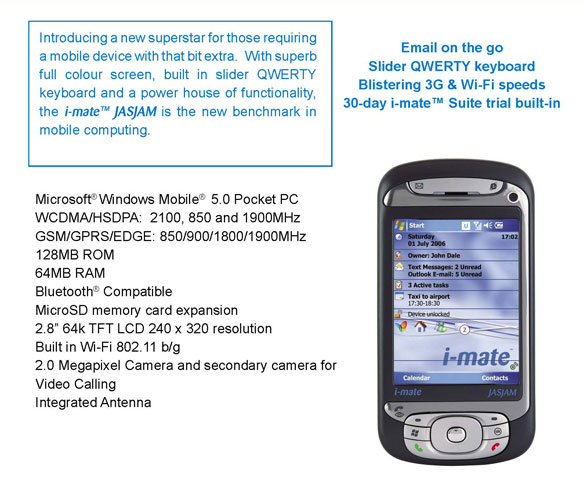 Introducing a new superstar for those requiring
a mobile device with that bit extra. With superb
full colour screen, built in slider QWERTY
keyboard and a power house of functionality,
the i-mate™ JASJAM is the new benchmark in
mobile computing.
Email on the go
Slider QWERTY keyboard
Blistering 3G & Wi-Fi speeds
30-day i-mate™ Suite trial built-in
Microsoft® Windows Mobile® 5.0 Pocket PC
WCDMA/HSDPA: 2100, 850 and 1900MHz
GSM/GPRS/EDGE: 850/900/1800/1900MHz
128MB ROM
64MB RAM
Bluetooth® Compatible
MicroSD memory card expansion
2.8” 64k TFT LCD 240 x 320 resolution
Built in Wi-Fi 802.11 b/g
2.0 Megapixel Camera and secondary camera for
Video Calling
Integrated Antenna
Start 17:02
Saturday
01 July 2006
Owner: John Dale
Text Messages: 2 Unread
Outlook E-mail: 5 Unread
3 Active tasks
Taxi to airport
17:30-18:30
Device unlocked
2
i-mate™
Calendar Contacts
i-mate JASJAM
ok